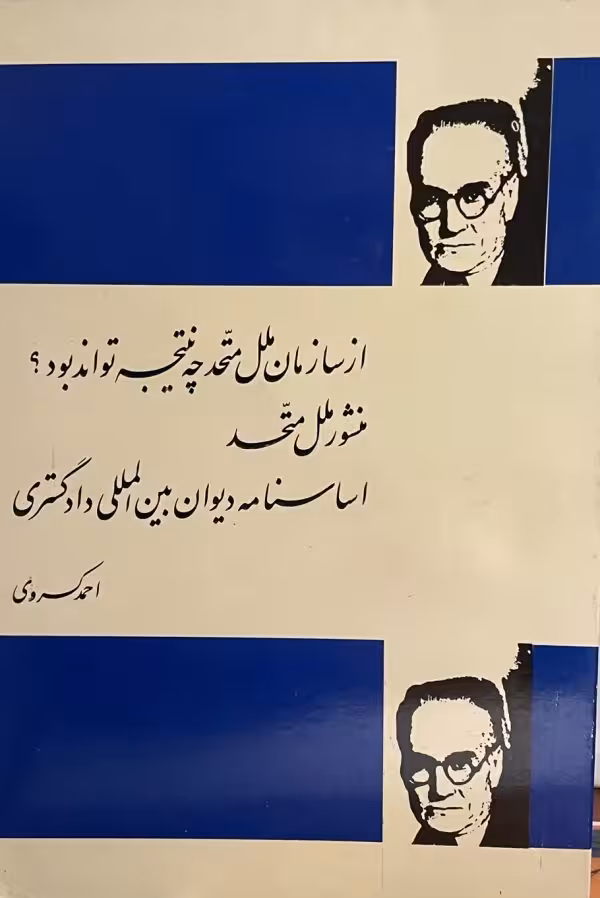 از سازمان ملل متّحد چه نتیجه تواند بود؟
منشور ملل متّحد
اساسنامه دیوان بین‌المللی دادگستری
احمد کسروی